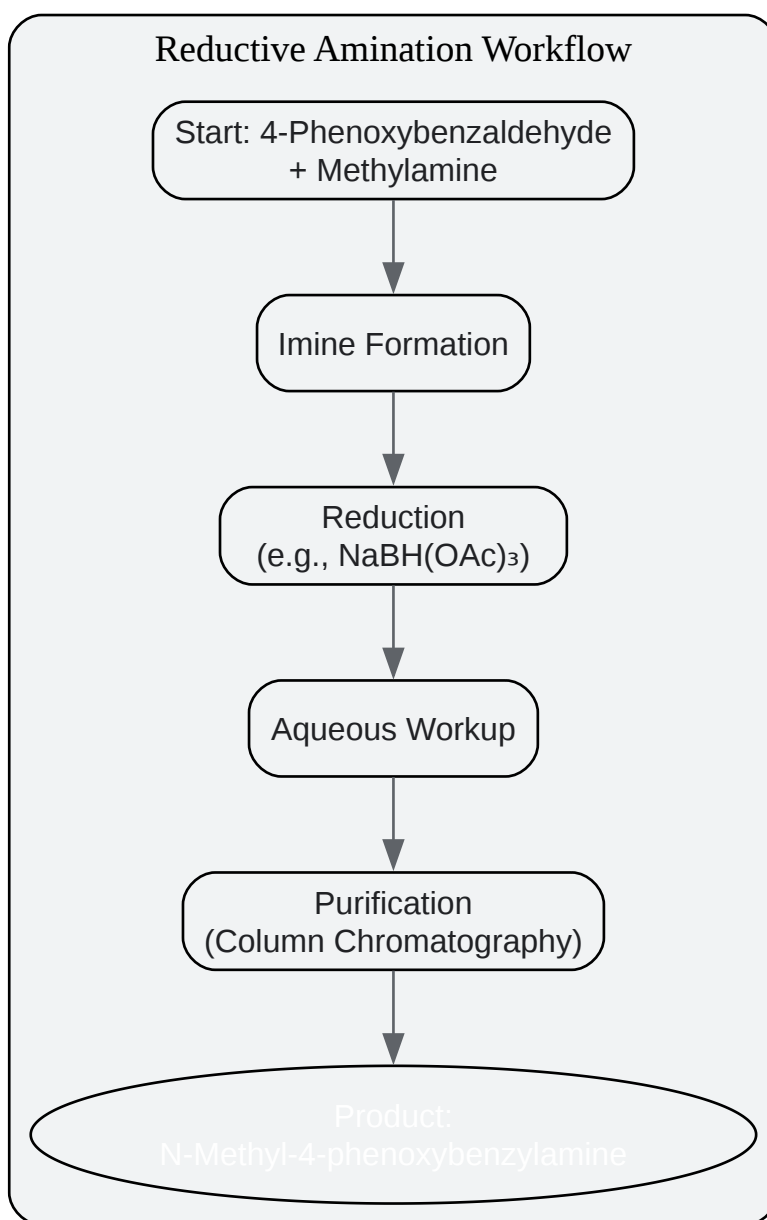 Reductive Amination Workflow
Start: 4-Phenoxybenzaldehyde
+ Methylamine
Imine Formation
Reduction
(e.g., NaBH(OAc)₃)
Aqueous Workup
Purification
(Column Chromatography)
Product:
N-Methyl-4-phenoxybenzylamine